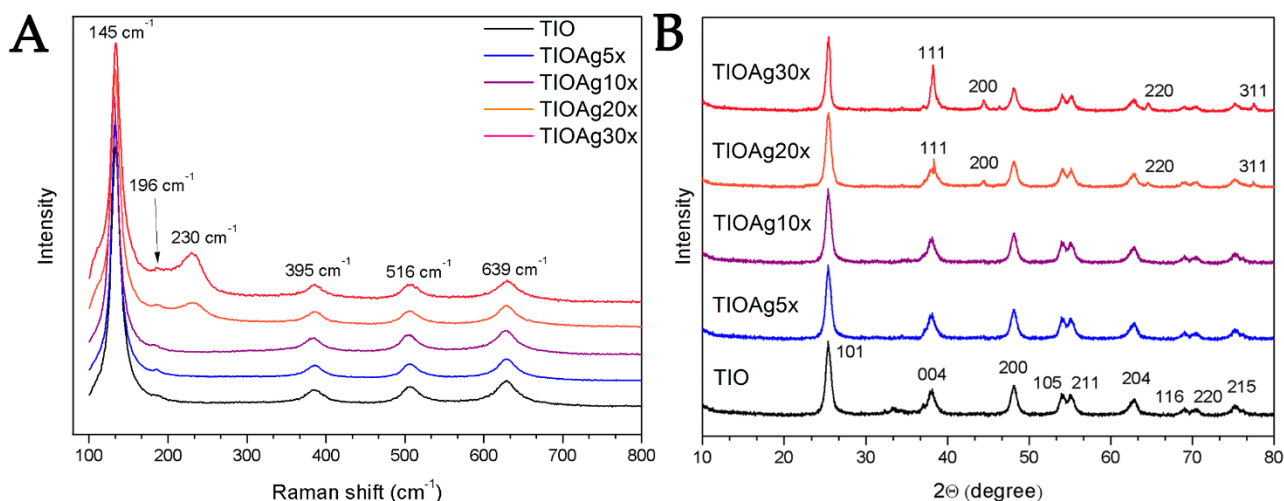 A
145 cm⁻¹
196 cm⁻¹
230 cm⁻¹
395 cm⁻¹
516 cm⁻¹
639 cm⁻¹
TIO
TIOAg5x
TIOAg10x
TIOAg20x
TIOAg30x
Intensity
100 200 300 400 500 600 700 800
Raman shift (cm⁻¹)
B
TIOAg30x
111
200
220
311
TIOAg20x
111
200
220
311
TIOAg10x
TIOAg5x
TIO
101
004
200
105
211
204
116
220
215
Intensity
10 20 30 40 50 60 70 80
2Θ (degree)